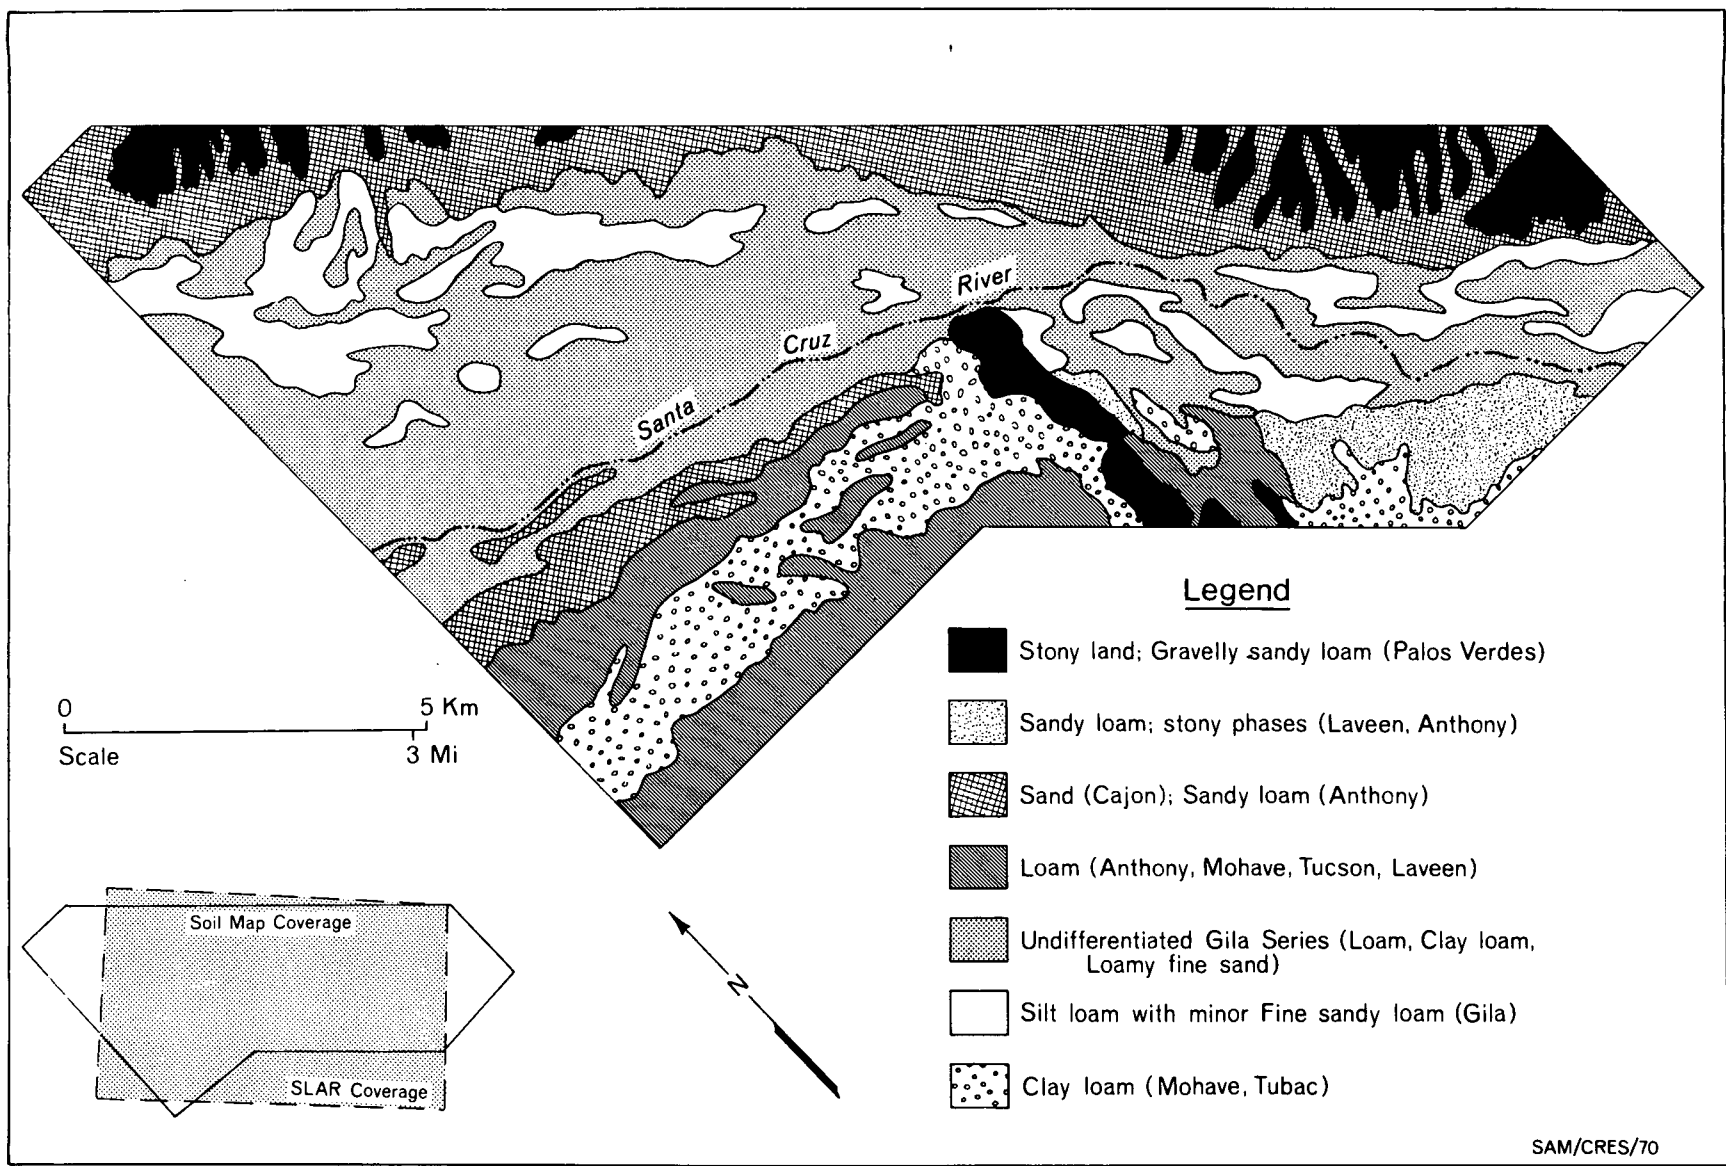 River
Cruz
Santa
Legend
Stony land; Gravelly sandy loam (Palos Verdes)
Sandy loam; stony phases (Laveen, Anthony)
Sand (Cajon); Sandy loam (Anthony)
Loam (Anthony, Mohave, Tucson, Laveen)
Undifferentiated Gila Series (Loam, Clay loam,
Loamy fine sand)
Silt loam with minor Fine sandy loam (Gila)
Clay loam (Mohave, Tubac)
0 5 Km
Scale 3 Mi
Soil Map Coverage
SLAR Coverage
N
SAM/CRES/70